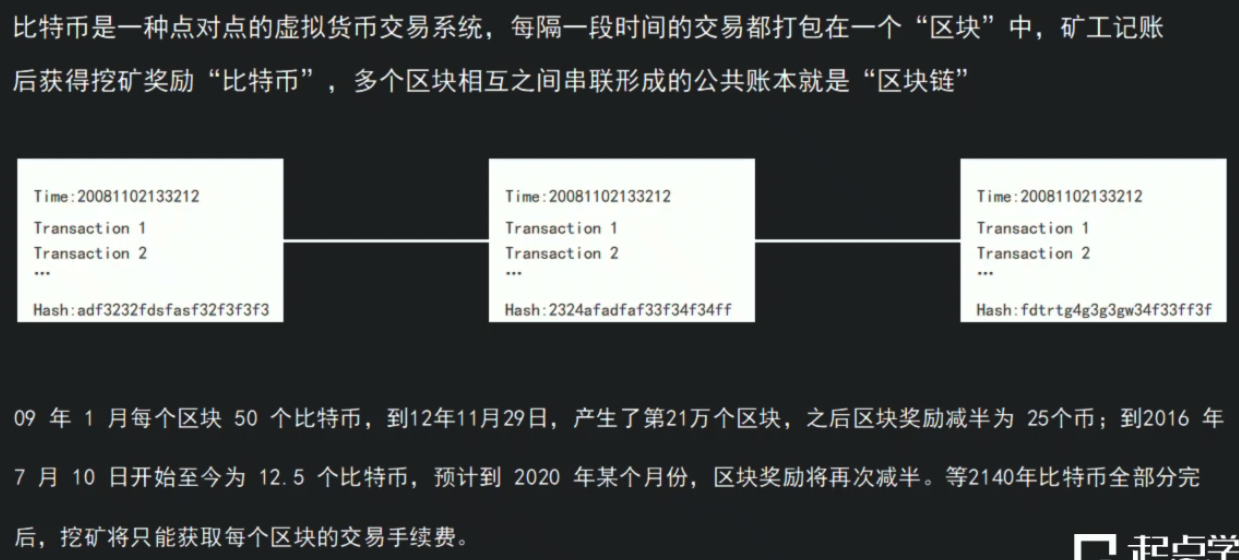 比特币是一种点对点的虚拟货币交易系统，每隔一段时间的交易都打包在一个“区块”中，矿工记账
后获得挖矿奖励“比特币”，多个区块相互之间串联形成的公共账本就是“区块链”
Time:20081102133212
Transaction 1
Transaction 2
…
Hash:adf3232fdsfasf32f3f3f3
Time:20081102133212
Transaction 1
Transaction 2
…
Hash:2324afadfaf33f34f34ff
Time:20081102133212
Transaction 1
Transaction 2
…
Hash:fdtrtg4g3g3gw34f33ff3f
09 年 1 月每个区块 50 个比特币，到12年11月29日，产生了第21万个区块，之后区块奖励减半为 25个币；到2016 年
7 月 10 日开始至今为 12.5 个比特币，预计到 2020 年某个月份，区块奖励将再次减半。等2140年比特币全部分完
后，挖矿将只能获取每个区块的交易手续费。
起点学